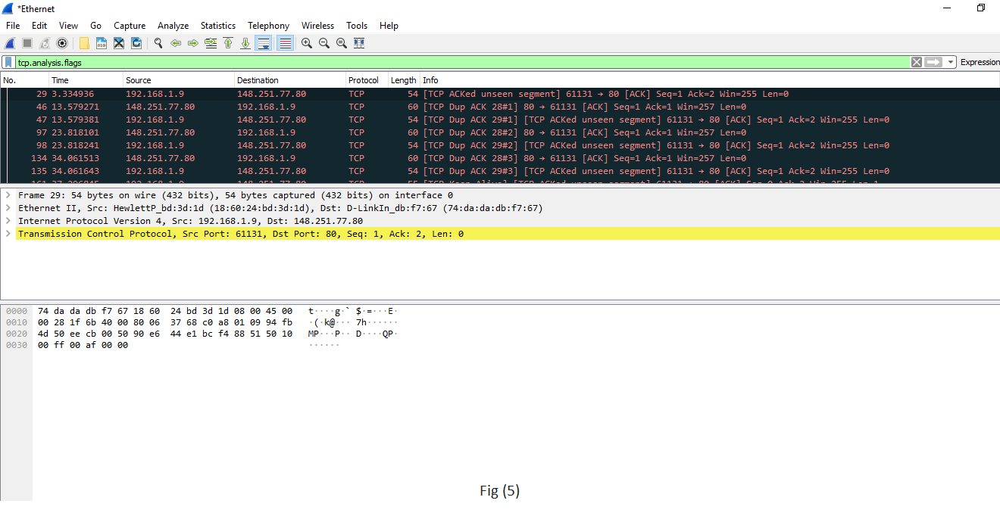 *Ethernet
File Edit View Go Capture Analyze Statistics Telephony Wireless Tools Help
tcp.analysis.flags Expression
No. Time Source Destination Protocol Length Info
29 3.334936 192.168.1.9 148.251.77.80 TCP 54 [TCP ACKed unseen segment] 61131 → 80 [ACK] Seq=1 Ack=2 Win=255 Len=0
46 13.579271 148.251.77.80 192.168.1.9 TCP 60 [TCP Dup ACK 28#1] 80 → 61131 [ACK] Seq=1 Ack=1 Win=257 Len=0
47 13.579381 192.168.1.9 148.251.77.80 TCP 54 [TCP Dup ACK 29#1] [TCP ACKed unseen segment] 61131 → 80 [ACK] Seq=1 Ack=2 Win=255 Len=0
97 23.818101 148.251.77.80 192.168.1.9 TCP 60 [TCP Dup ACK 28#2] 80 → 61131 [ACK] Seq=1 Ack=1 Win=257 Len=0
98 23.818241 192.168.1.9 148.251.77.80 TCP 54 [TCP Dup ACK 29#2] [TCP ACKed unseen segment] 61131 → 80 [ACK] Seq=1 Ack=2 Win=255 Len=0
134 34.061513 148.251.77.80 192.168.1.9 TCP 60 [TCP Dup ACK 28#3] 80 → 61131 [ACK] Seq=1 Ack=1 Win=257 Len=0
135 34.061643 192.168.1.9 148.251.77.80 TCP 54 [TCP Dup ACK 29#3] [TCP ACKed unseen segment] 61131 → 80 [ACK] Seq=1 Ack=2 Win=255 Len=0
Frame 29: 54 bytes on wire (432 bits), 54 bytes captured (432 bits) on interface 0
Ethernet II, Src: HewlettP_bd:3d:1d (18:60:24:bd:3d:1d), Dst: D-LinkIn_db:f7:67 (74:da:da:db:f7:67)
Internet Protocol Version 4, Src: 192.168.1.9, Dst: 148.251.77.80
Transmission Control Protocol, Src Port: 61131, Dst Port: 80, Seq: 1, Ack: 2, Len: 0
0000 74 da da db f7 67 18 60 24 bd 3d 1d 08 00 45 00 t····g·` $·=···E·
0010 00 28 1f 6b 40 00 80 06 37 68 c0 a8 01 09 94 fb ·(·k@··· 7h······
0020 4d 50 ee cb 00 50 90 e6 44 e1 bc f4 88 51 50 10 MP···P·· D····QP·
0030 00 ff 00 af 00 00 ······
Fig (5)